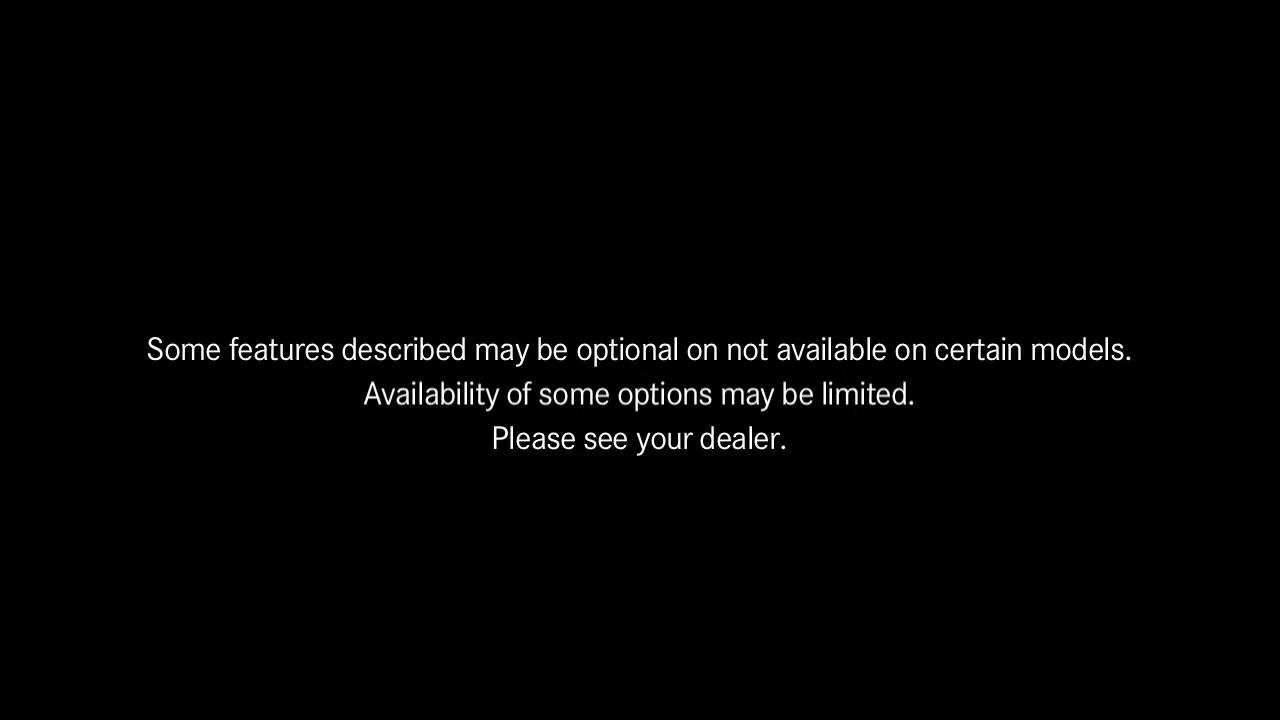 Some features described may be optional on not available on certain models.
Availability of some options may be limited.
Please see your dealer.